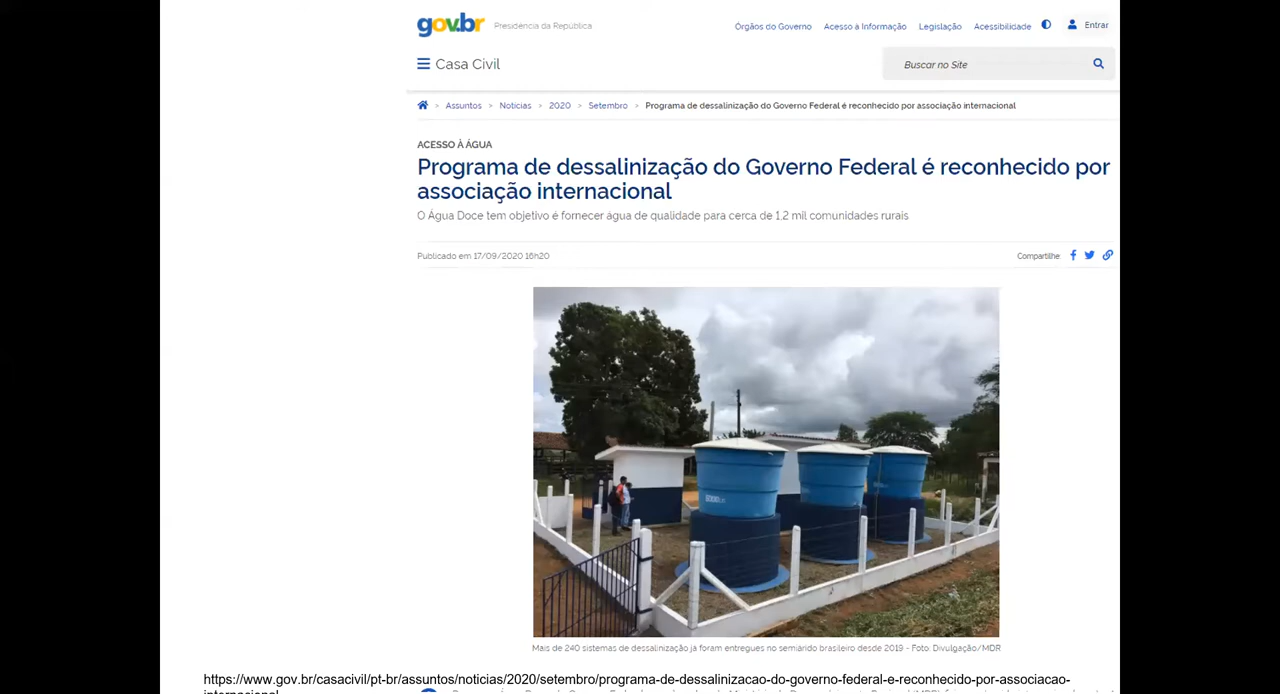 gov.br Presidência da República
Órgãos do Governo Acesso à Informação Legislação Acessibilidade Entrar
Casa Civil
Buscar no Site
> Assuntos > Notícias > 2020 > Setembro > Programa de dessalinização do Governo Federal é reconhecido por associação internacional
ACESSO À ÁGUA
Programa de dessalinização do Governo Federal é reconhecido por
associação internacional
O Água Doce tem objetivo é fornecer água de qualidade para cerca de 1,2 mil comunidades rurais
Publicado em 17/09/2020 16h20
Compartilhe:
Mais de 240 sistemas de dessalinização já foram entregues no semiárido brasileiro desde 2019 - Foto: Divulgação/MDR
https://www.gov.br/casacivil/pt-br/assuntos/noticias/2020/setembro/programa-de-dessalinizacao-do-governo-federal-e-reconhecido-por-associacao-
internacional